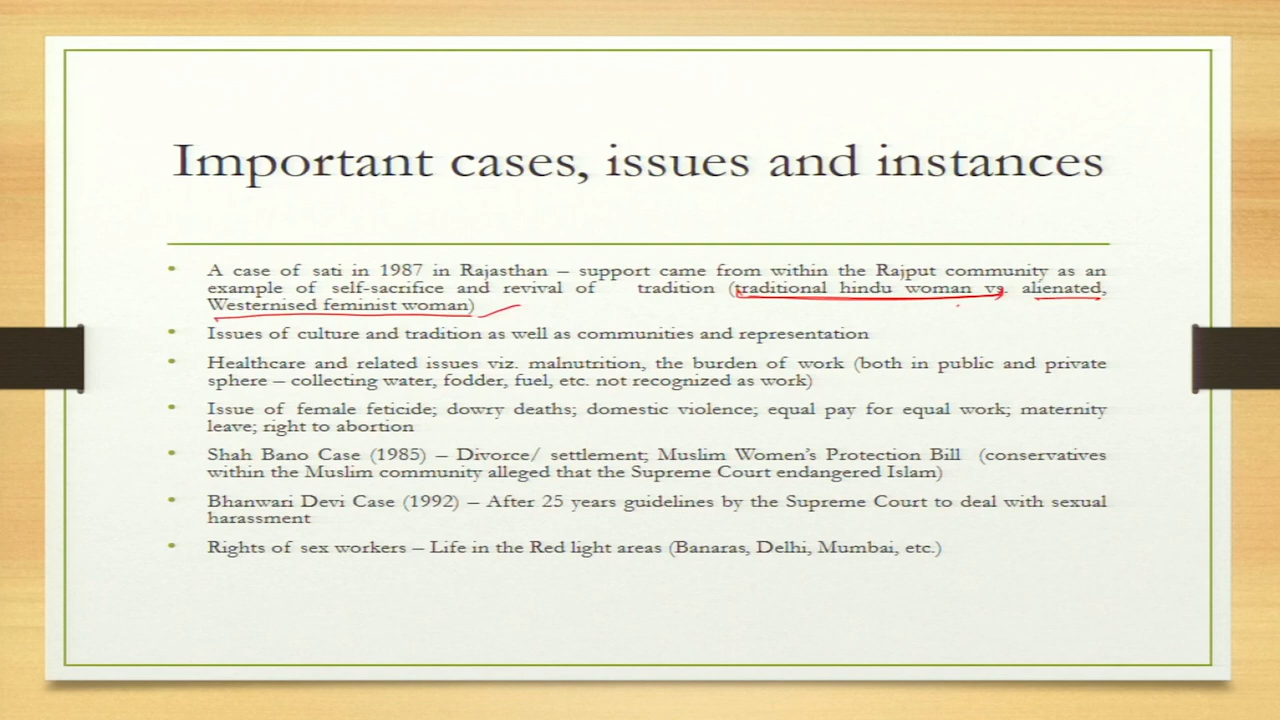 Important cases, issues and instances
• A case of sati in 1987 in Rajasthan – support came from within the Rajput community as an
example of self-sacrifice and revival of tradition (traditional hindu woman vs. alienated,
Westernised feminist woman)
• Issues of culture and tradition as well as communities and representation
• Healthcare and related issues viz. malnutrition, the burden of work (both in public and private
sphere – collecting water, fodder, fuel, etc. not recognized as work)
• Issue of female feticide; dowry deaths; domestic violence; equal pay for equal work; maternity
leave; right to abortion
• Shah Bano Case (1985) – Divorce/ settlement; Muslim Women's Protection Bill (conservatives
within the Muslim community alleged that the Supreme Court endangered Islam)
• Bhanwari Devi Case (1992) – After 25 years guidelines by the Supreme Court to deal with sexual
harassment
• Rights of sex workers – Life in the Red light areas (Banaras, Delhi, Mumbai, etc.)